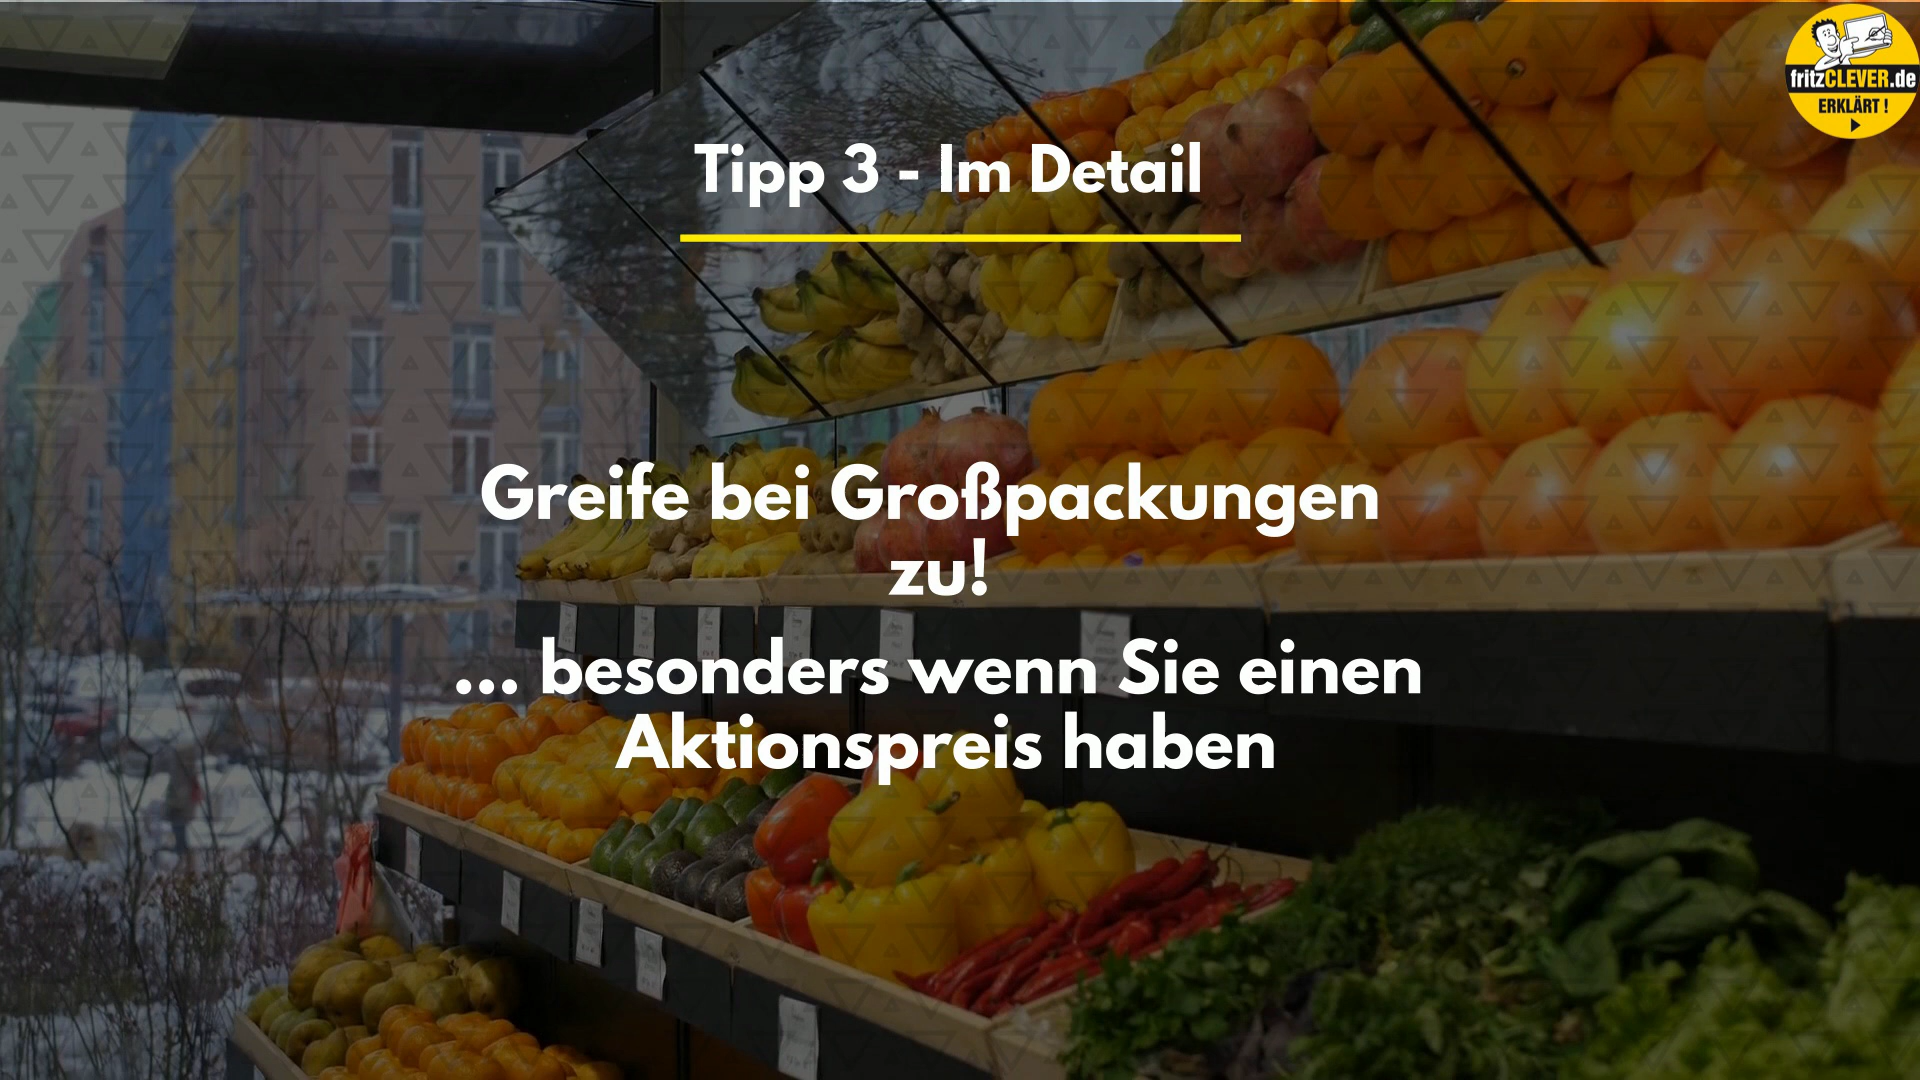 fritzCLEVER.de
ERKLÄRT !
Tipp 3 - Im Detail
Greife bei Großpackungen
zu!
... besonders wenn Sie einen
Aktionspreis haben